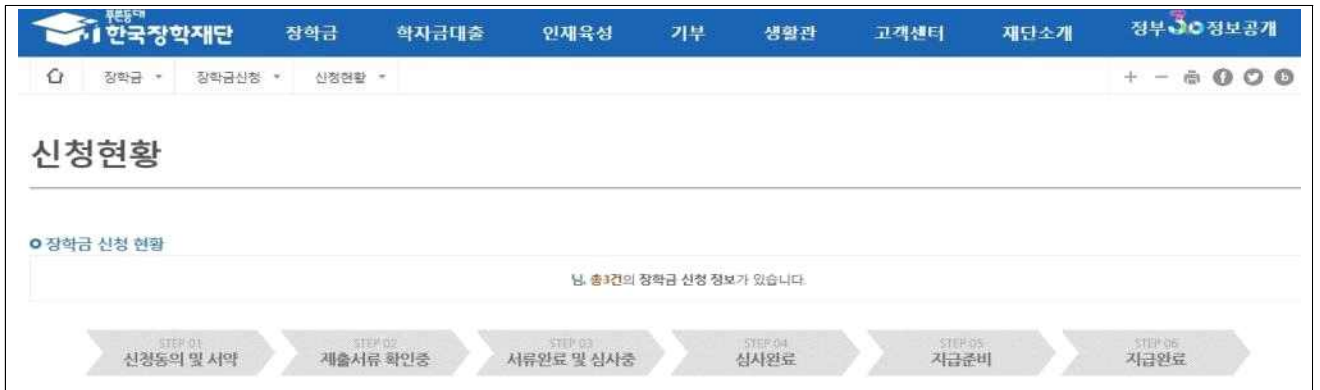 푸른등대
한국장학재단 장학금 학자금대출 인재육성 기부 생활관 고객센터 재단소개 정부3.0정보공개
장학금 장학금신청 신청현황
신청현황
장학금 신청 현황
님, 총3건의 장학금 신청 정보가 있습니다.
STEP 01 STEP 02 STEP 03 STEP 04 STEP 05 STEP 06
신청동의 및 서약 제출서류 확인중 서류완료 및 심사중 심사완료 지급준비 지급완료